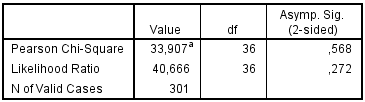 Value df Asymp. Sig. (2-sided)
Pearson Chi-Square 33,907a 36 ,568
Likelihood Ratio 40,666 36 ,272
N of Valid Cases 301